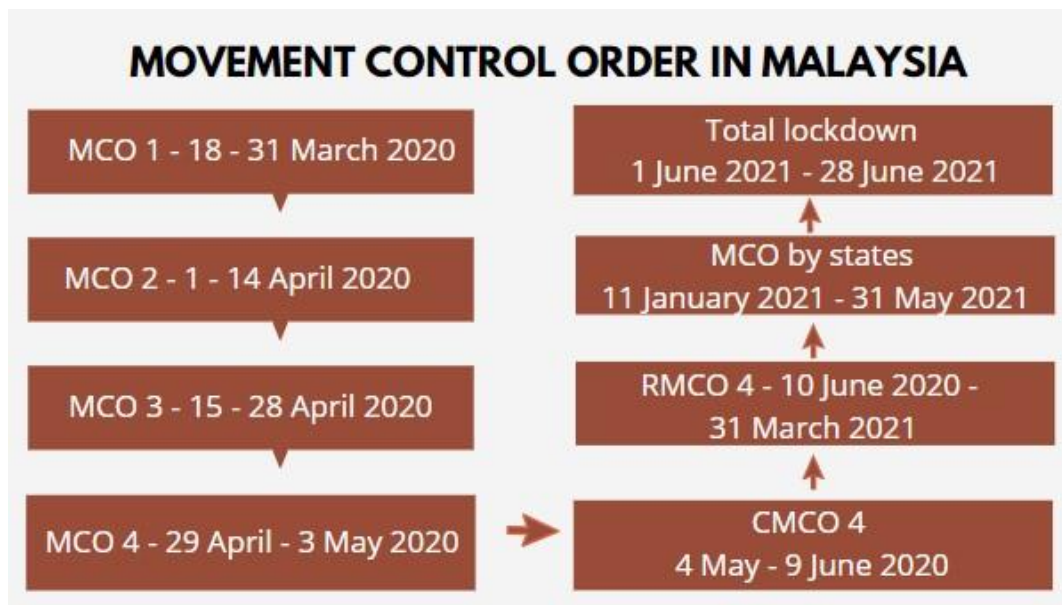 MOVEMENT CONTROL ORDER IN MALAYSIA
MCO 1 - 18 - 31 March 2020
MCO 2 - 1 - 14 April 2020
MCO 3 - 15 - 28 April 2020
MCO 4 - 29 April - 3 May 2020
CMCO 4
4 May - 9 June 2020
RMCO 4 - 10 June 2020 -
31 March 2021
MCO by states
11 January 2021 - 31 May 2021
Total lockdown
1 June 2021 - 28 June 2021